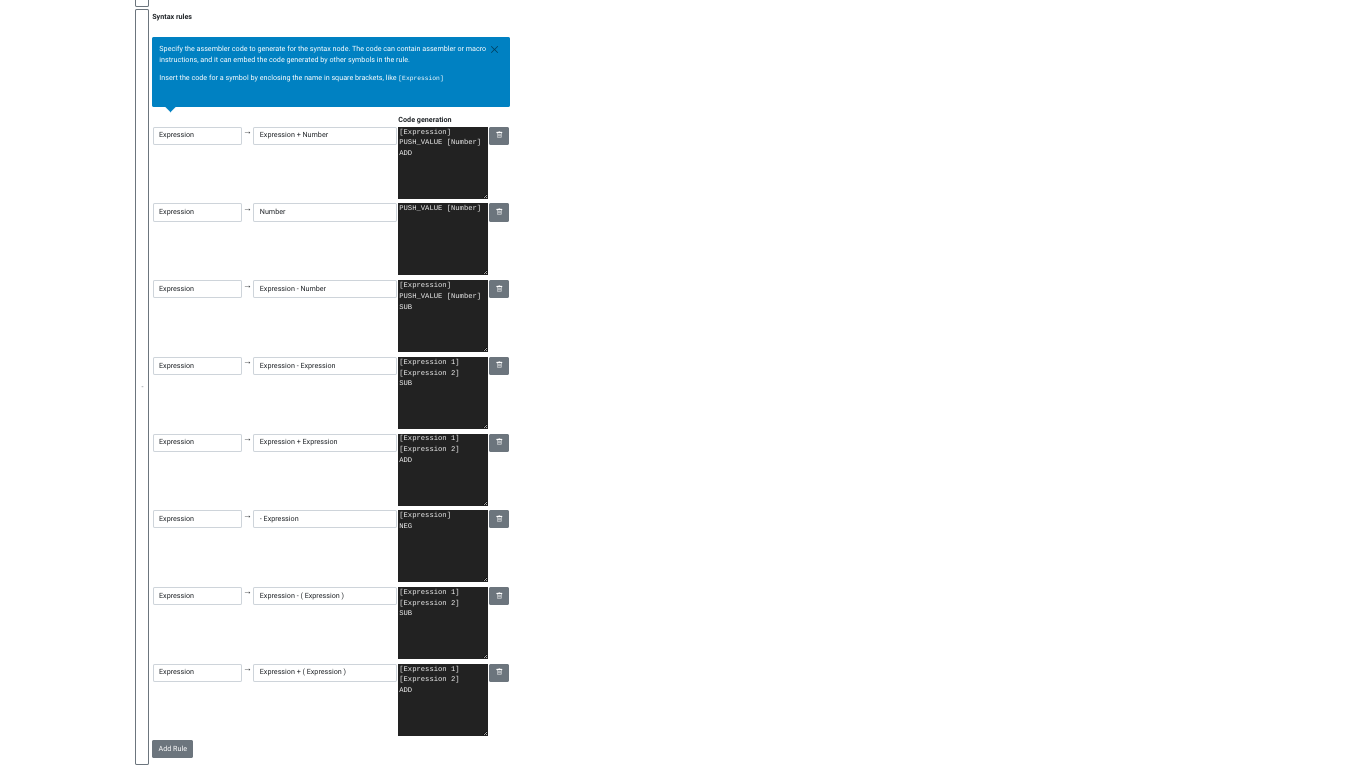 Syntax rules
Specify the assembler code to generate for the syntax node. The code can contain assembler or macro
instructions, and it can embed the code generated by other symbols in the rule.
Insert the code for a symbol by enclosing the name in square brackets, like [Expression]
Code generation
Expression → Expression + Number
[Expression]
PUSH_VALUE [Number]
ADD
Expression → Number
PUSH_VALUE [Number]
Expression → Expression - Number
[Expression]
PUSH_VALUE [Number]
SUB
Expression → Expression - Expression
[Expression 1]
[Expression 2]
SUB
Expression → Expression + Expression
[Expression 1]
[Expression 2]
ADD
Expression → - Expression
[Expression]
NEG
Expression → Expression - ( Expression )
[Expression 1]
[Expression 2]
SUB
Expression → Expression + ( Expression )
[Expression 1]
[Expression 2]
ADD
Add Rule